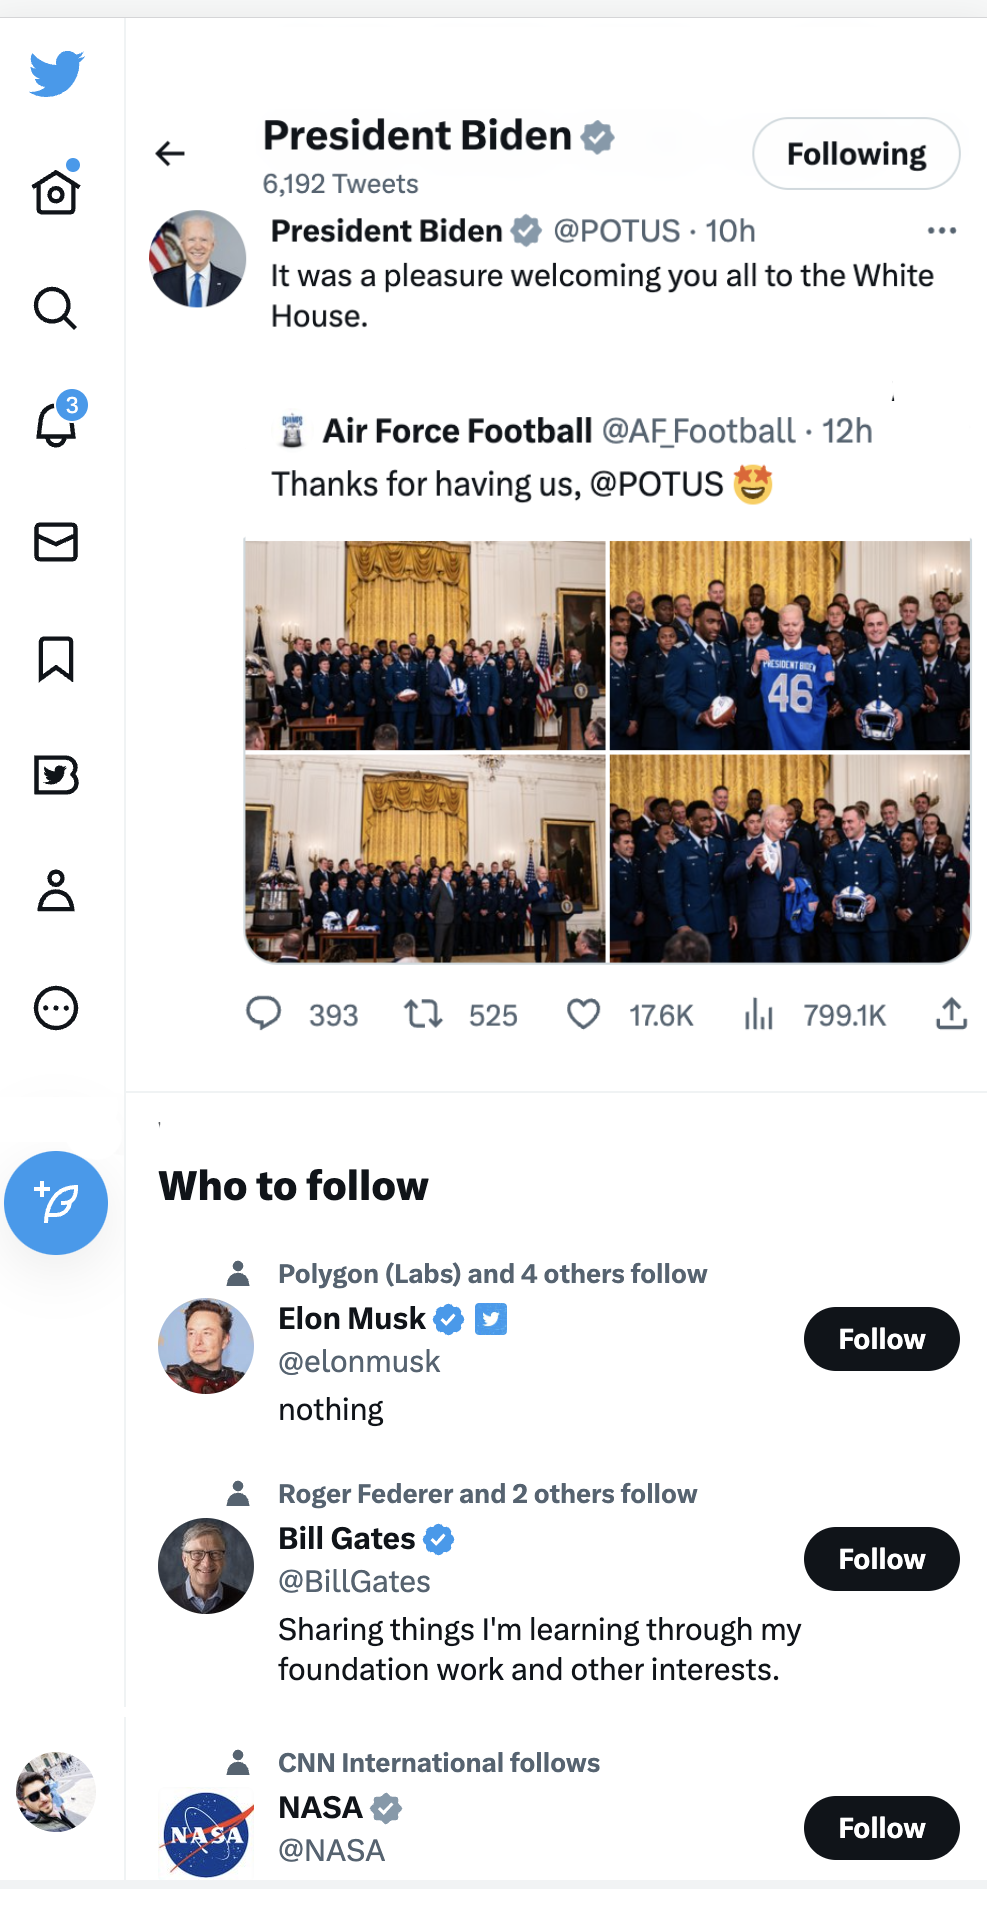 President Biden
6,192 Tweets
Following
President Biden @POTUS · 10h
It was a pleasure welcoming you all to the White
House.
3
Air Force Football @AF_Football · 12h
Thanks for having us, @POTUS 🤩
PRESIDENT BIDEN
46
393 525 17.6K 799.1K
Who to follow
Polygon (Labs) and 4 others follow
Elon Musk
@elonmusk
Follow
nothing
Roger Federer and 2 others follow
Bill Gates
@BillGates
Follow
Sharing things I'm learning through my
foundation work and other interests.
CNN International follows
NASA
NASA
@NASA
Follow